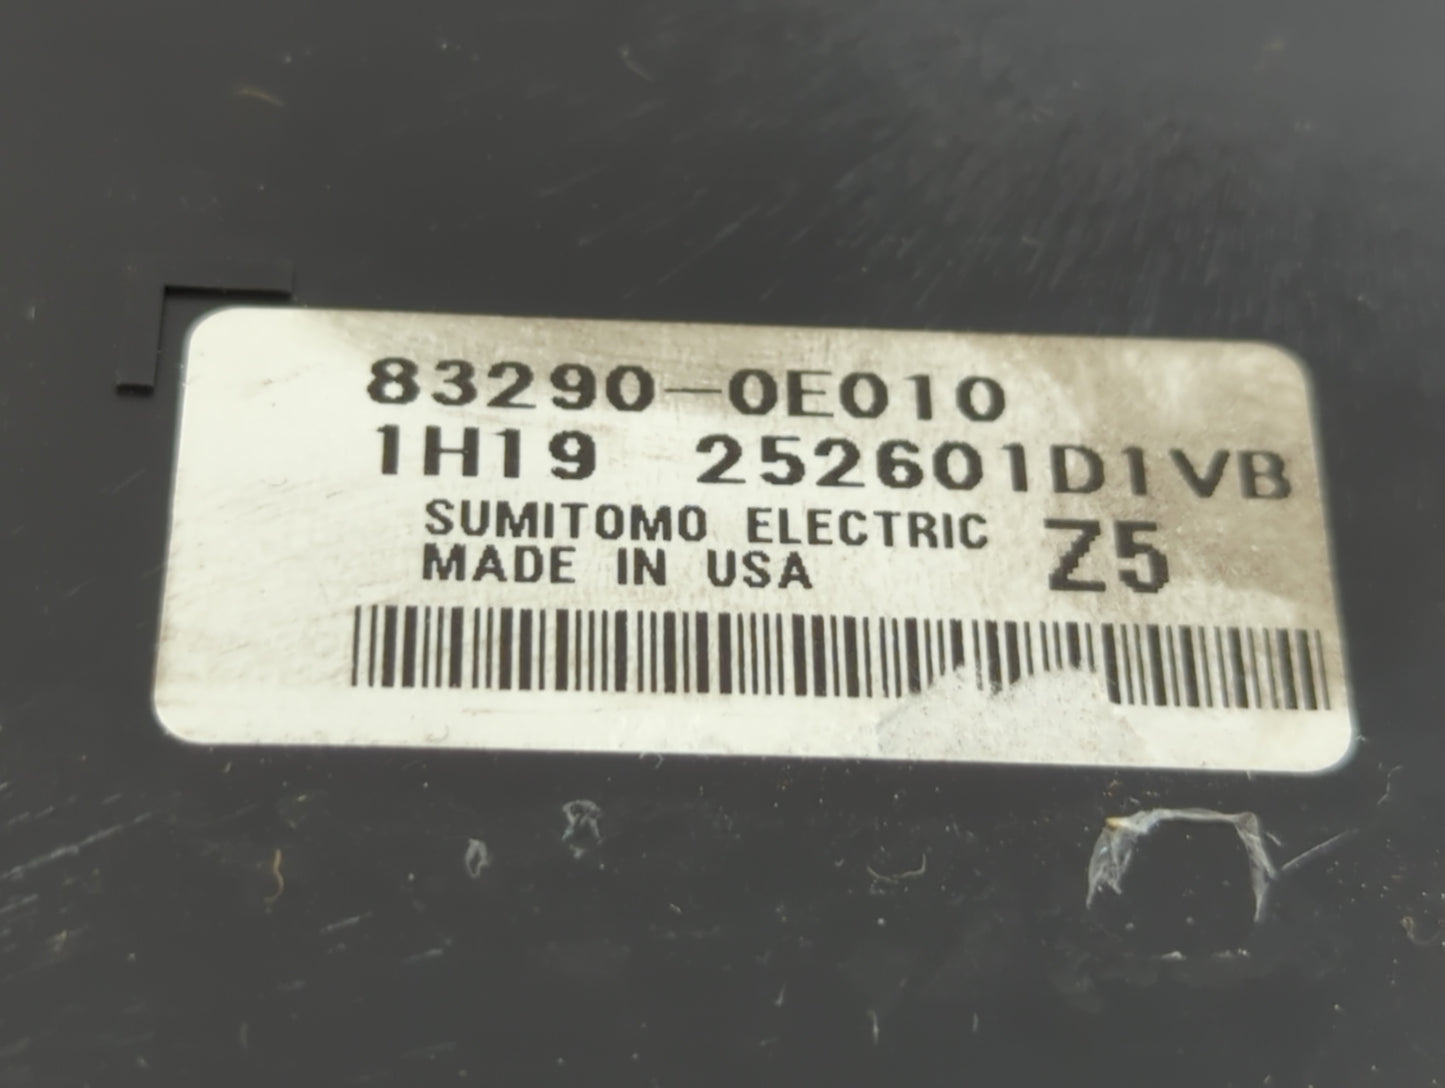 83290-0E010
1H19 252601D1VB
SUMITOMO ELECTRIC Z5
MADE IN USA